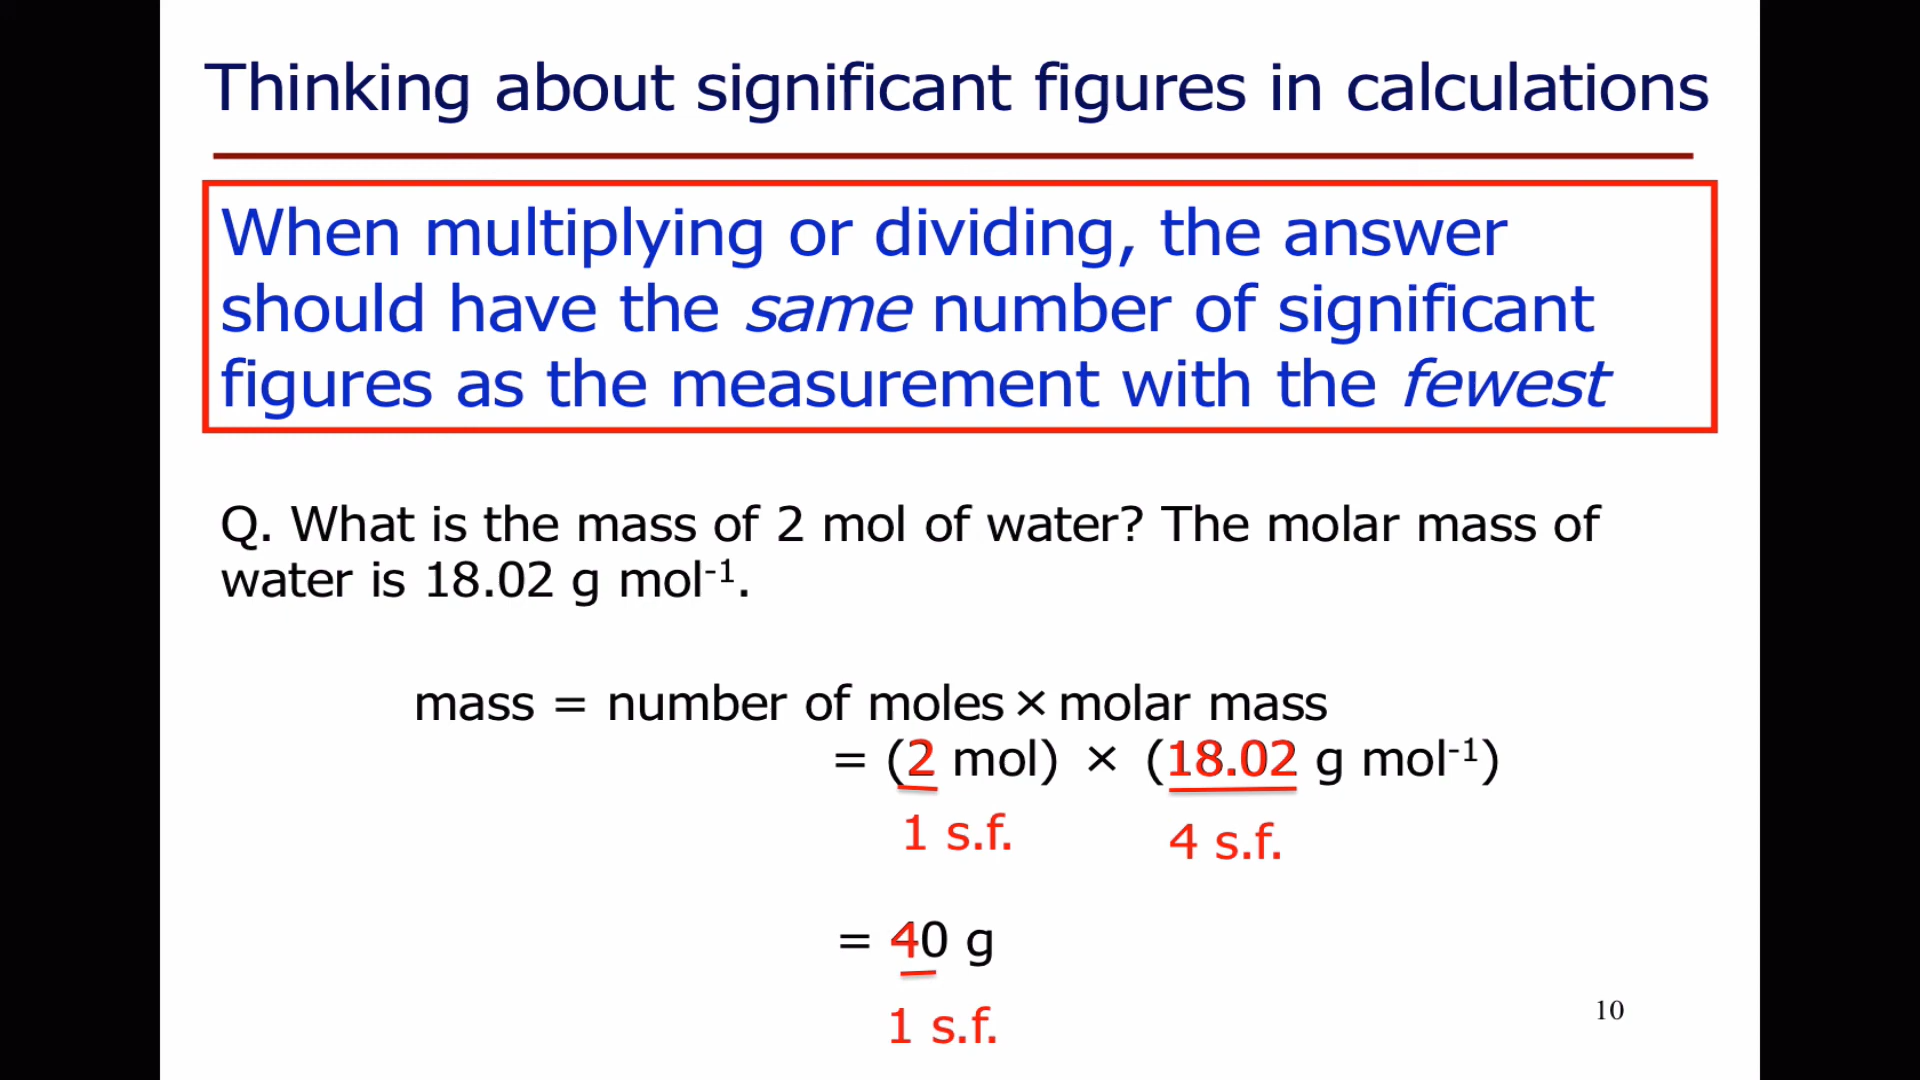 Thinking about significant figures in calculations
When multiplying or dividing, the answer
should have the same number of significant
figures as the measurement with the fewest
Q. What is the mass of 2 mol of water? The molar mass of
water is 18.02 g mol⁻¹.
mass = number of moles × molar mass
= (2 mol) × (18.02 g mol⁻¹)
1 s.f. 4 s.f.
= 40 g
1 s.f.
10